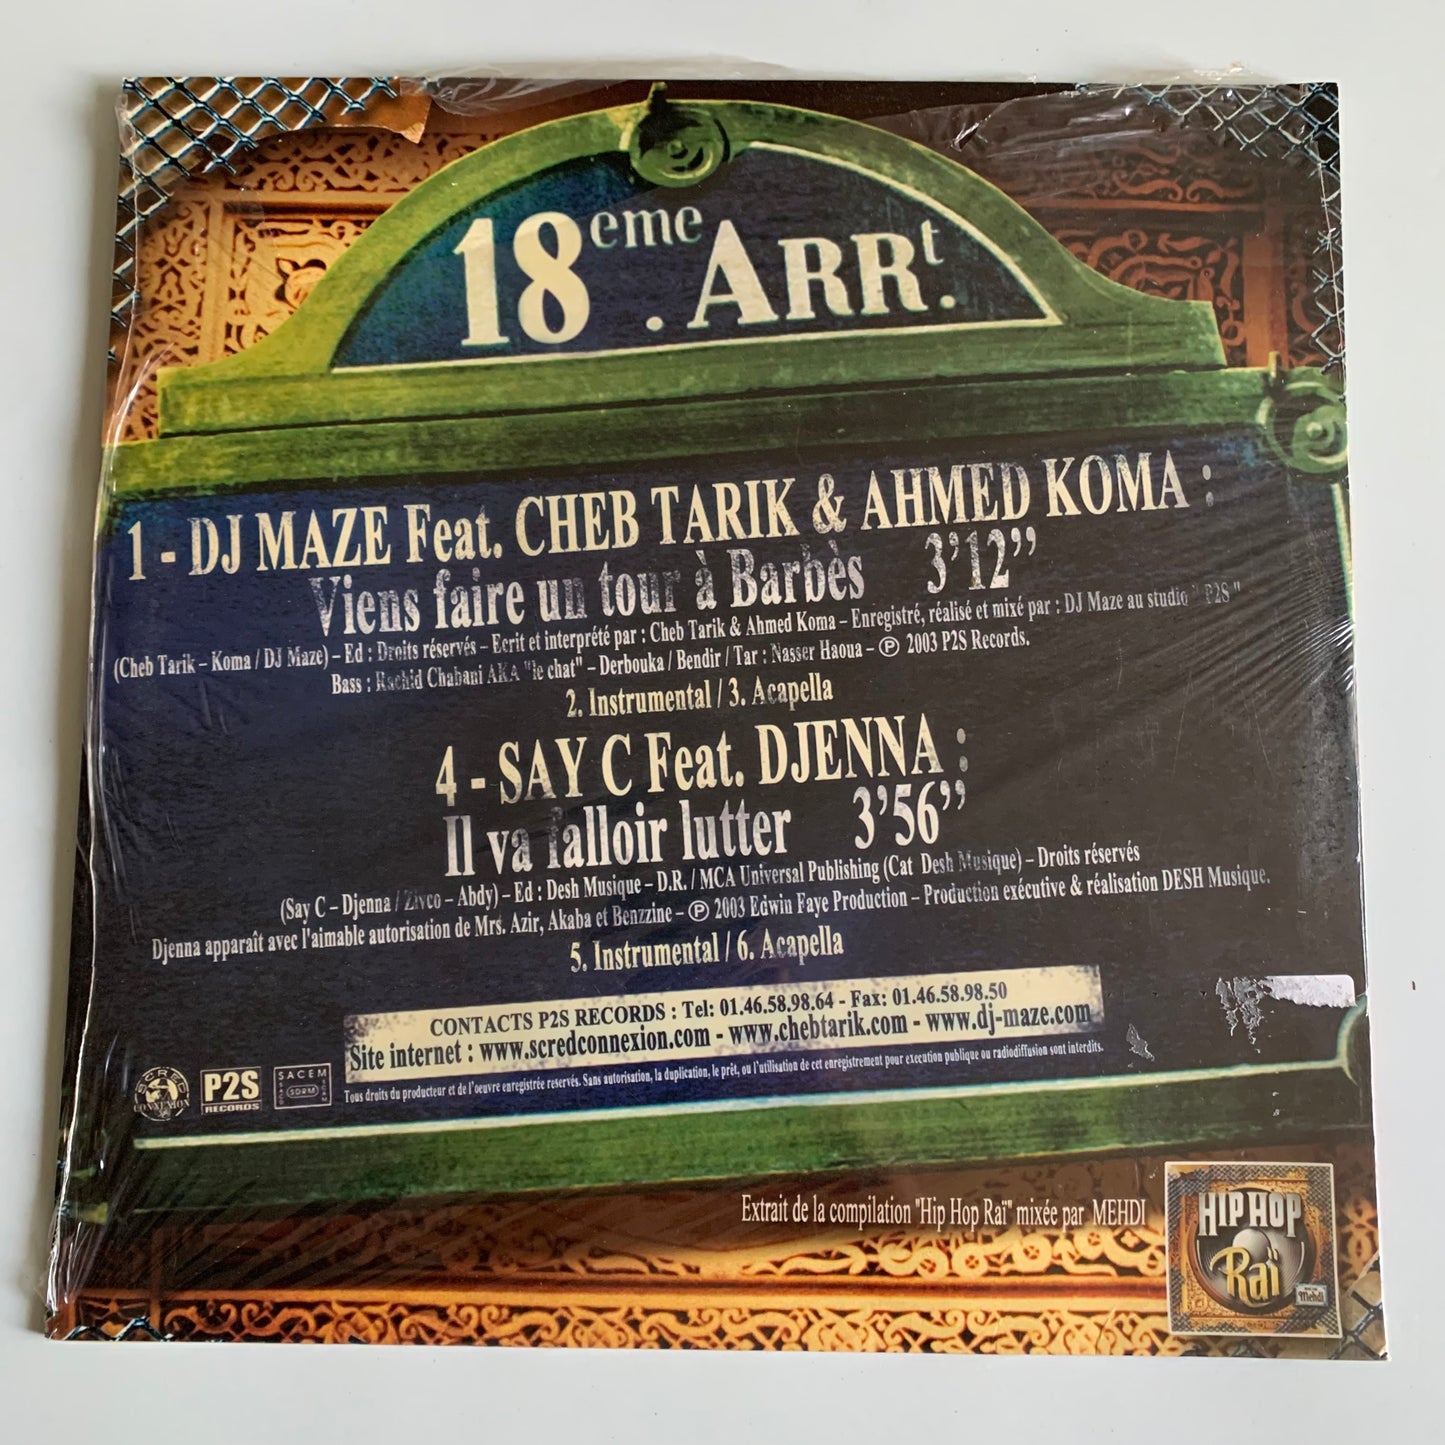 18eme. ARRt.
1 - DJ MAZE Feat. CHEB TARIK & AHMED KOMA :
Viens faire un tour à Barbès 3'12''
(Cheb Tarik – Koma / DJ Maze) – Ed : Droits réservés – Ecrit et interprété par : Cheb Tarik & Ahmed Koma – Enregistré, réalisé et mixé par : DJ Maze au studio " P2S "
Bass : Rachid Chabani AKA "le chat" – Derbouka / Bendir / Tar : Nasser Haoua – ℗ 2003 P2S Records.
2. Instrumental / 3. Acapella
4 - SAY C Feat. DJENNA :
Il va falloir lutter 3'56''
(Say C – Djenna / Zivco – Abdy) – Ed : Desh Musique – D.R. / MCA Universal Publishing (Cat Desh Musique) – Droits réservés
Djenna apparaît avec l'aimable autorisation de Mrs. Azir, Akaba et Benzzine – ℗ 2003 Edwin Faye Production – Production exécutive & réalisation DESH Musique.
5. Instrumental / 6. Acapella
CONTACTS P2S RECORDS : Tel: 01.46.58.98.64 - Fax: 01.46.58.98.50
Site internet : www.scredconnexion.com - www.chebtarik.com - www.dj-maze.com
Tous droits du producteur et de l'oeuvre enregistrée reservés. Sans autorisation, la duplication, le prêt, ou l'utilisation de cet enregistrement pour execution publique ou radiodiffusion sont interdits.
SCRED CONNEXION
P2S RECORDS
SACEM
SDRM
Extrait de la compilation "Hip Hop Raï" mixée par MEHDI
HIP HOP
Raï
Mehdi